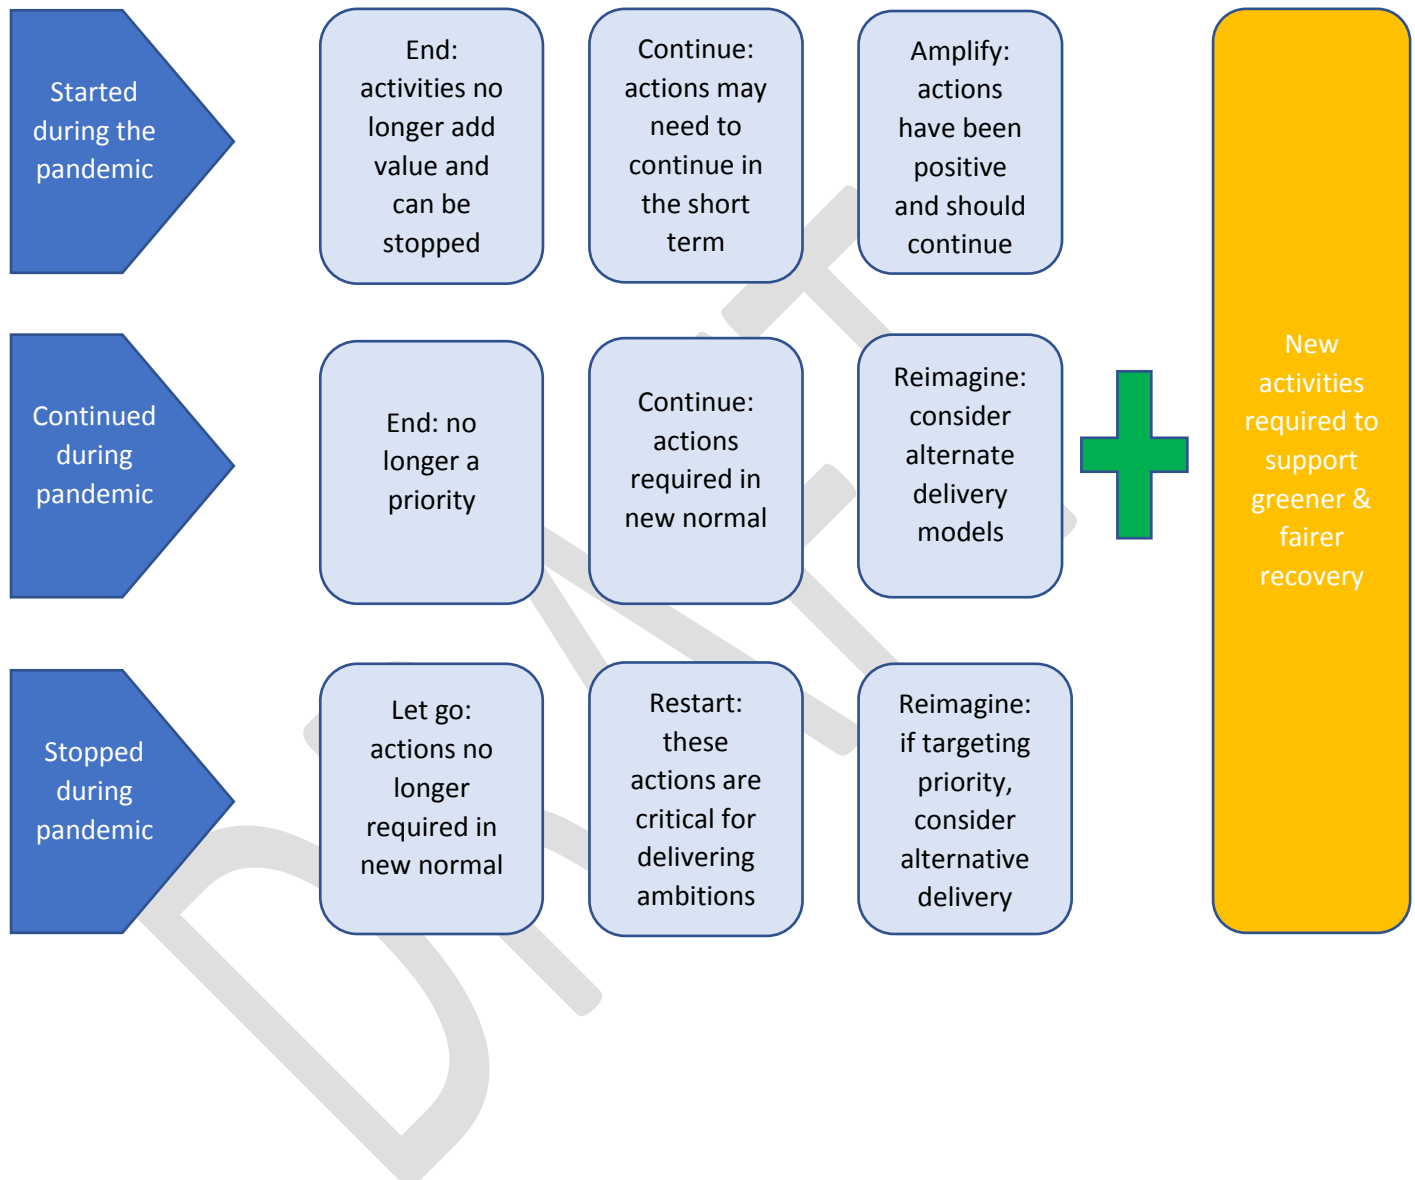 Started
during the
pandemic
End:
activities no
longer add
value and
can be
stopped
Continue:
actions may
need to
continue in
the short
term
Amplify:
actions
have been
positive
and should
continue
Continued
during
pandemic
End: no
longer a
priority
Continue:
actions
required in
new normal
Reimagine:
consider
alternate
delivery
models
New
activities
required to
support
greener &
fairer
recovery
Stopped
during
pandemic
Let go:
actions no
longer
required in
new normal
Restart:
these
actions are
critical for
delivering
ambitions
Reimagine:
if targeting
priority,
consider
alternative
delivery
DRAFT